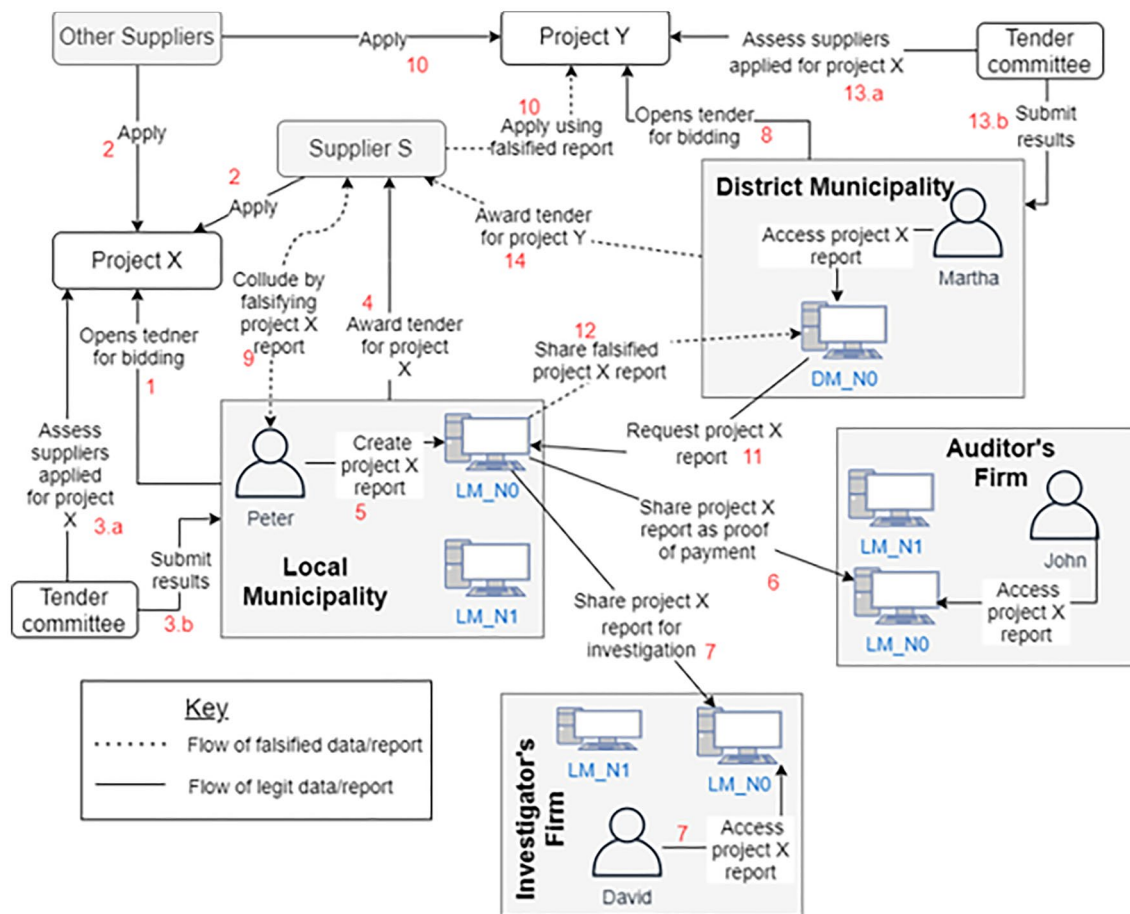 Other Suppliers
Apply
10
Project Y
Assess suppliers
applied for project X
13.a
Tender
committee
13.b
Submit
results
2
Apply
10
Apply using
falsified report
Opens tender
for bidding
8
Supplier S
2
Apply
District Municipality
Martha
Access project X
report
DM_N0
Award tender
for project Y
14
Project X
Collude by
falsifying
project X
report
9
4
Award tender
for project
X
12
Share falsified
project X report
Opens tedner
for bidding
1
Assess
suppliers
applied
for project
X
3.a
Request project X
report
11
Peter
Create
project X
report
5
LM_N0
Local
Municipality
LM_N1
Submit
results
3.b
Tender
committee
Share project X
report as proof
of payment
6
Auditor's
Firm
LM_N1
John
LM_N0
Access
project X
report
Share project X
report for
investigation
7
Key
Flow of falsified data/report
Flow of legit data/report
Investigator's
Firm
LM_N1
LM_N0
David
7
Access
project X
report